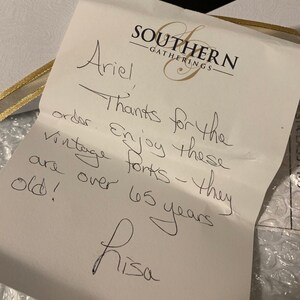 SOUTHERN
GATHERINGS
Ariel,
Thanks for the
order Enjoy these
vintage forks - they
are over 65 years
old!
Lisa